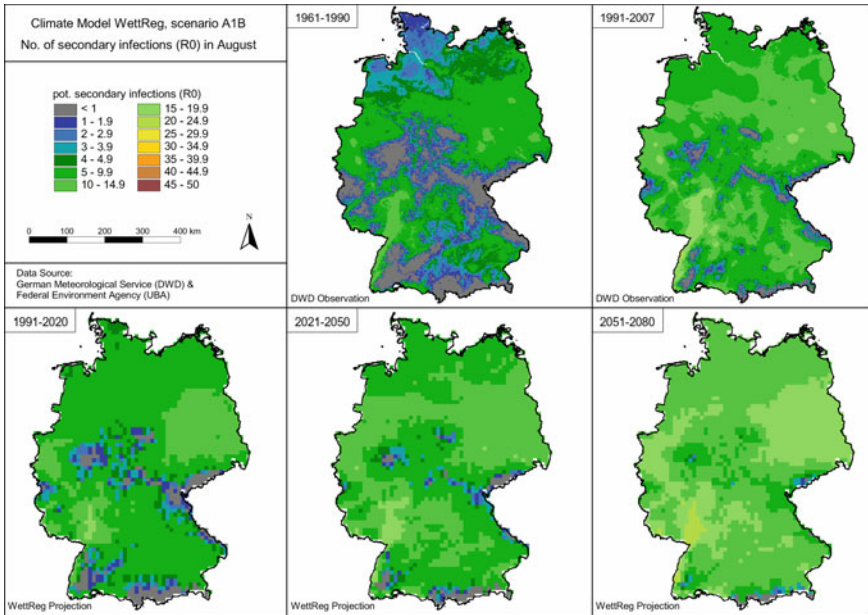 Climate Model WettReg, scenario A1B
No. of secondary infections (R0) in August
pot. secondary infections (R0)
< 1
1 - 1.9
2 - 2.9
3 - 3.9
4 - 4.9
5 - 9.9
10 - 14.9
15 - 19.9
20 - 24.9
25 - 29.9
30 - 34.9
35 - 39.9
40 - 44.9
45 - 50
0 100 200 300 400 km
N
Data Source:
German Meteorological Service (DWD) &
Federal Environment Agency (UBA)
1961-1990
DWD Observation
1991-2007
DWD Observation
1991-2020
WettReg Projection
2021-2050
WettReg Projection
2051-2080
WettReg Projection